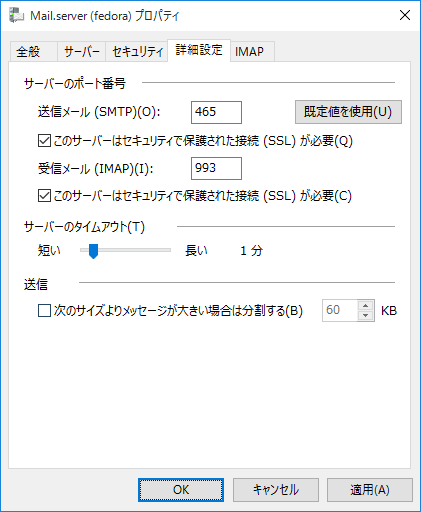 Mail.server (fedora) プロパティ
全般 サーバー セキュリティ 詳細設定 IMAP
サーバーのポート番号
送信メール (SMTP)(O): 465 既定値を使用(U)
このサーバーはセキュリティで保護された接続 (SSL) が必要(Q)
受信メール (IMAP)(I): 993
このサーバーはセキュリティで保護された接続 (SSL) が必要(C)
サーバーのタイムアウト(T)
短い 長い 1 分
送信
次のサイズよりメッセージが大きい場合は分割する(B) 60 KB
OK キャンセル 適用(A)